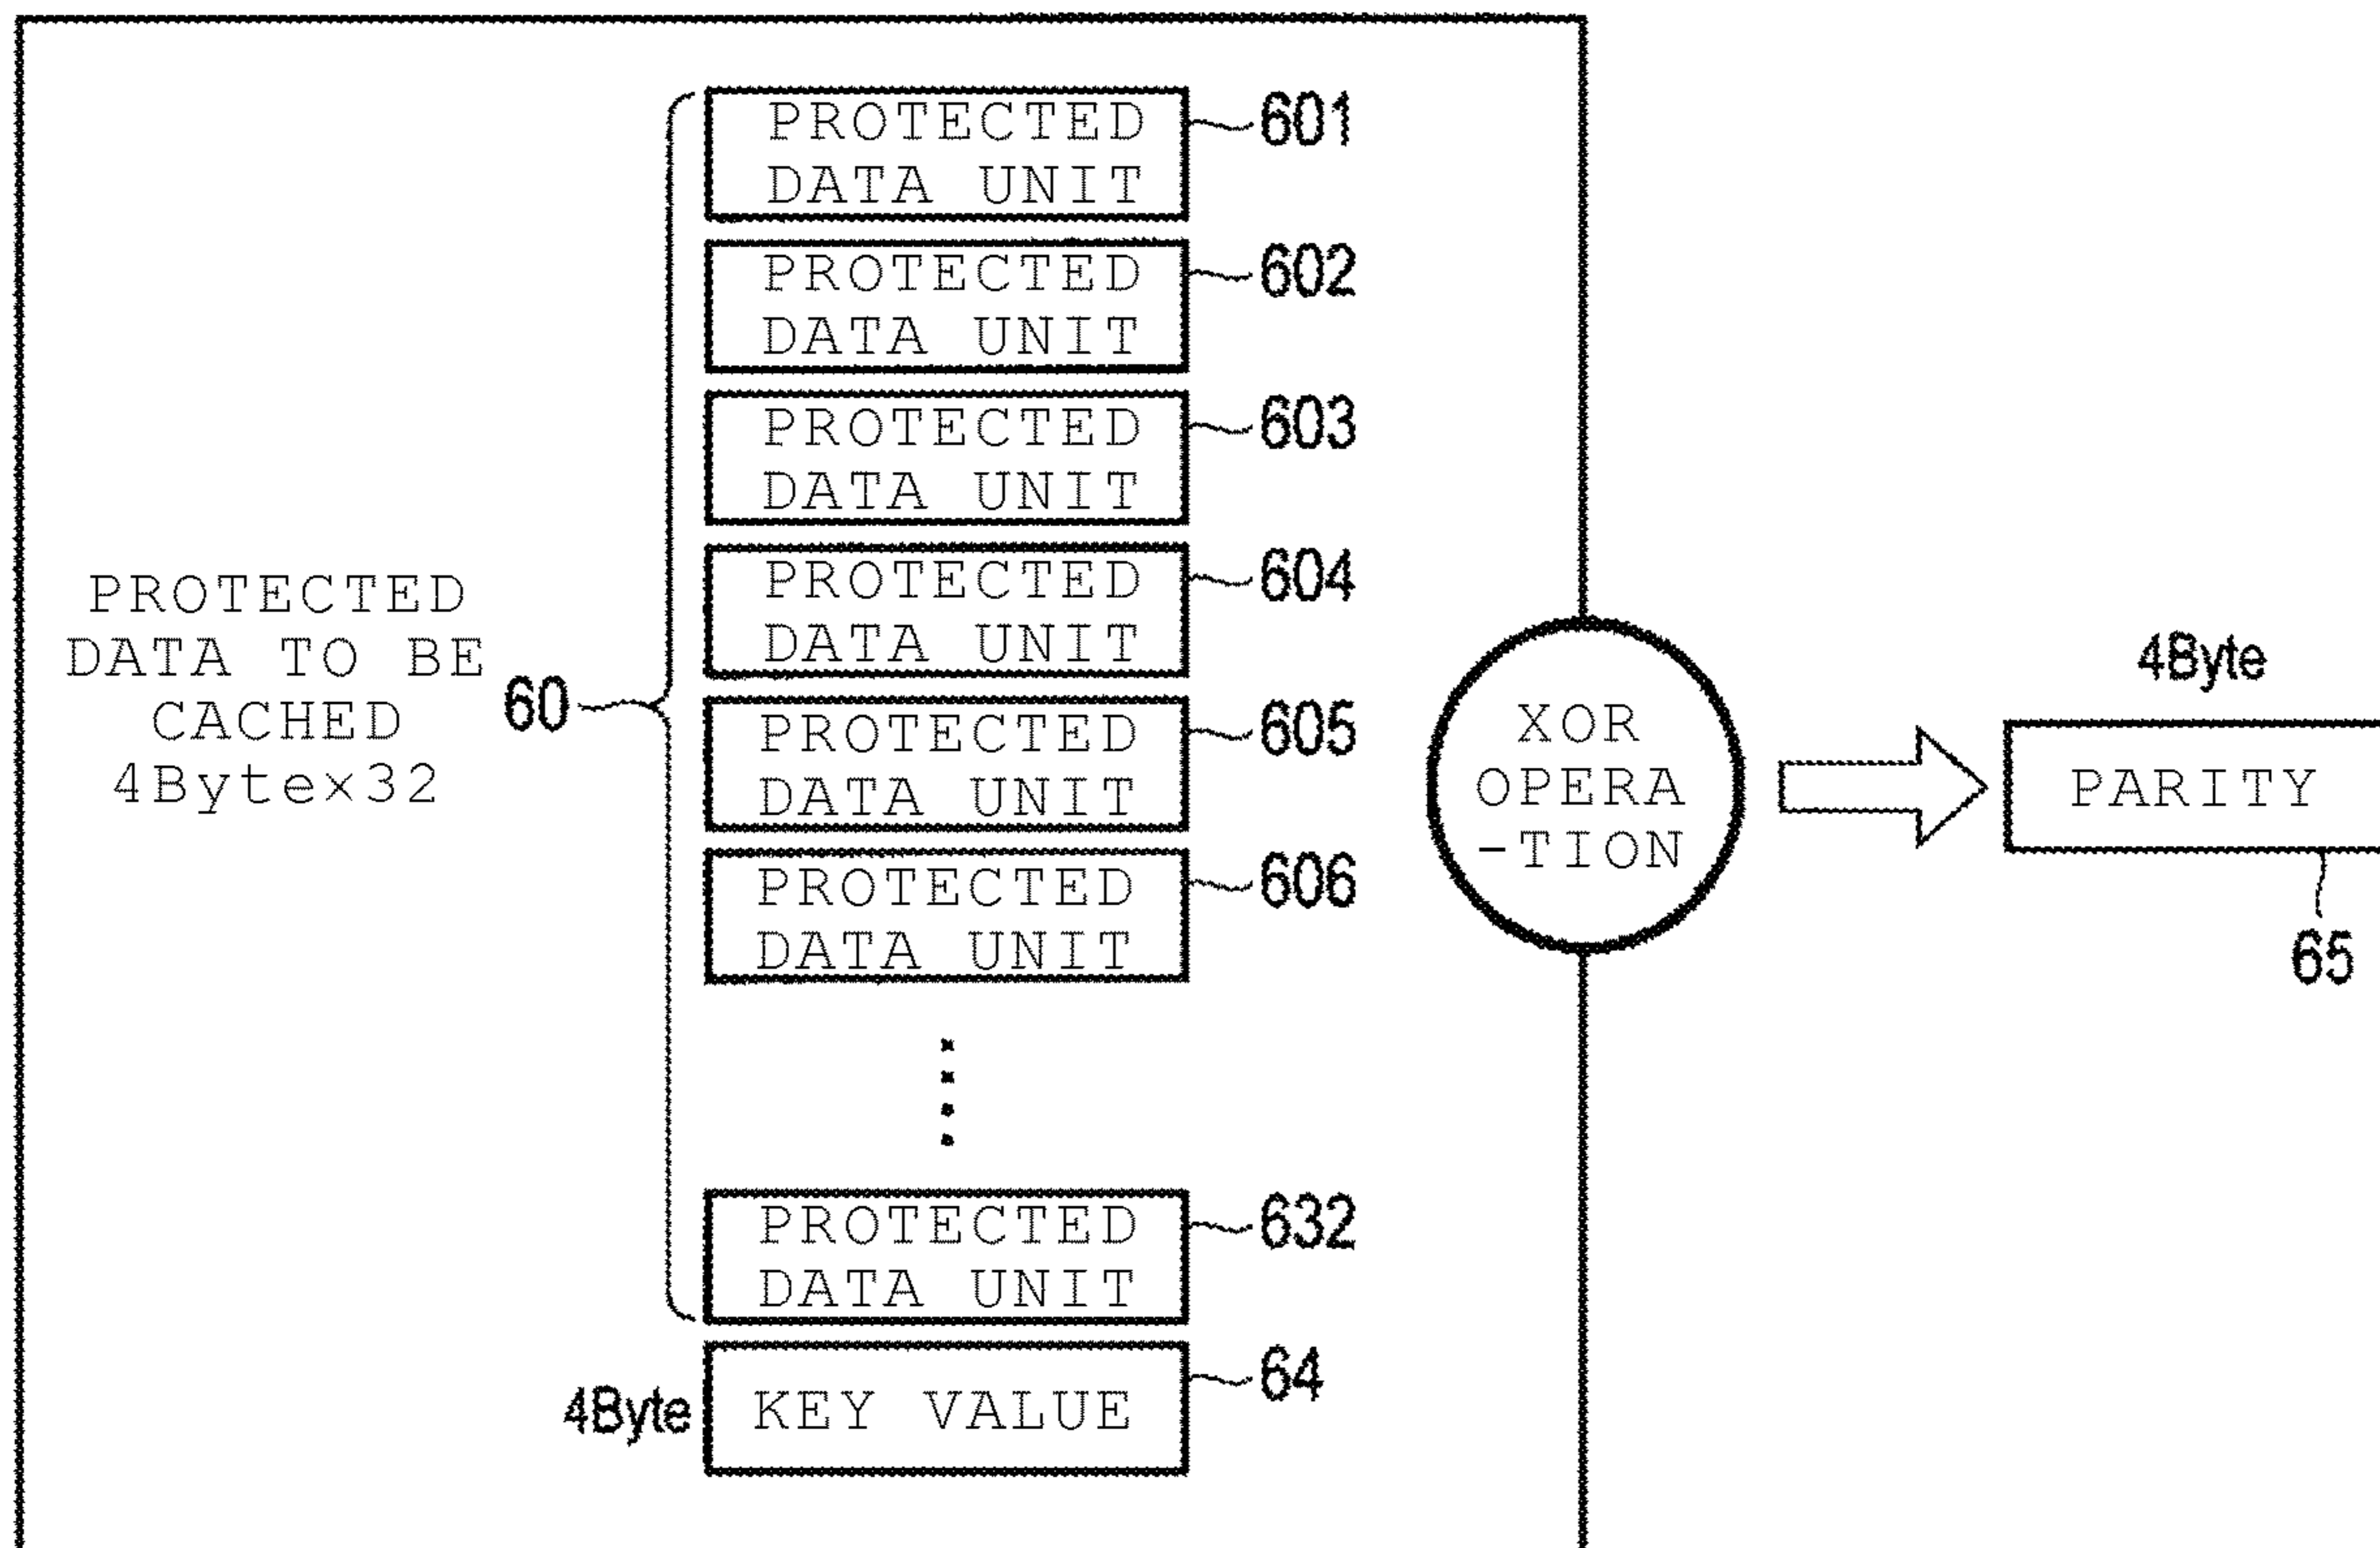 PROTECTED
DATA UNIT
601
PROTECTED
DATA UNIT
602
PROTECTED
DATA UNIT
603
PROTECTED
DATA UNIT
604
PROTECTED
DATA TO BE
CACHED
4Byte×32
60
PROTECTED
DATA UNIT
605
PROTECTED
DATA UNIT
606
PROTECTED
DATA UNIT
632
4Byte
KEY VALUE
64
XOR
OPERA
-TION
4Byte
PARITY
65